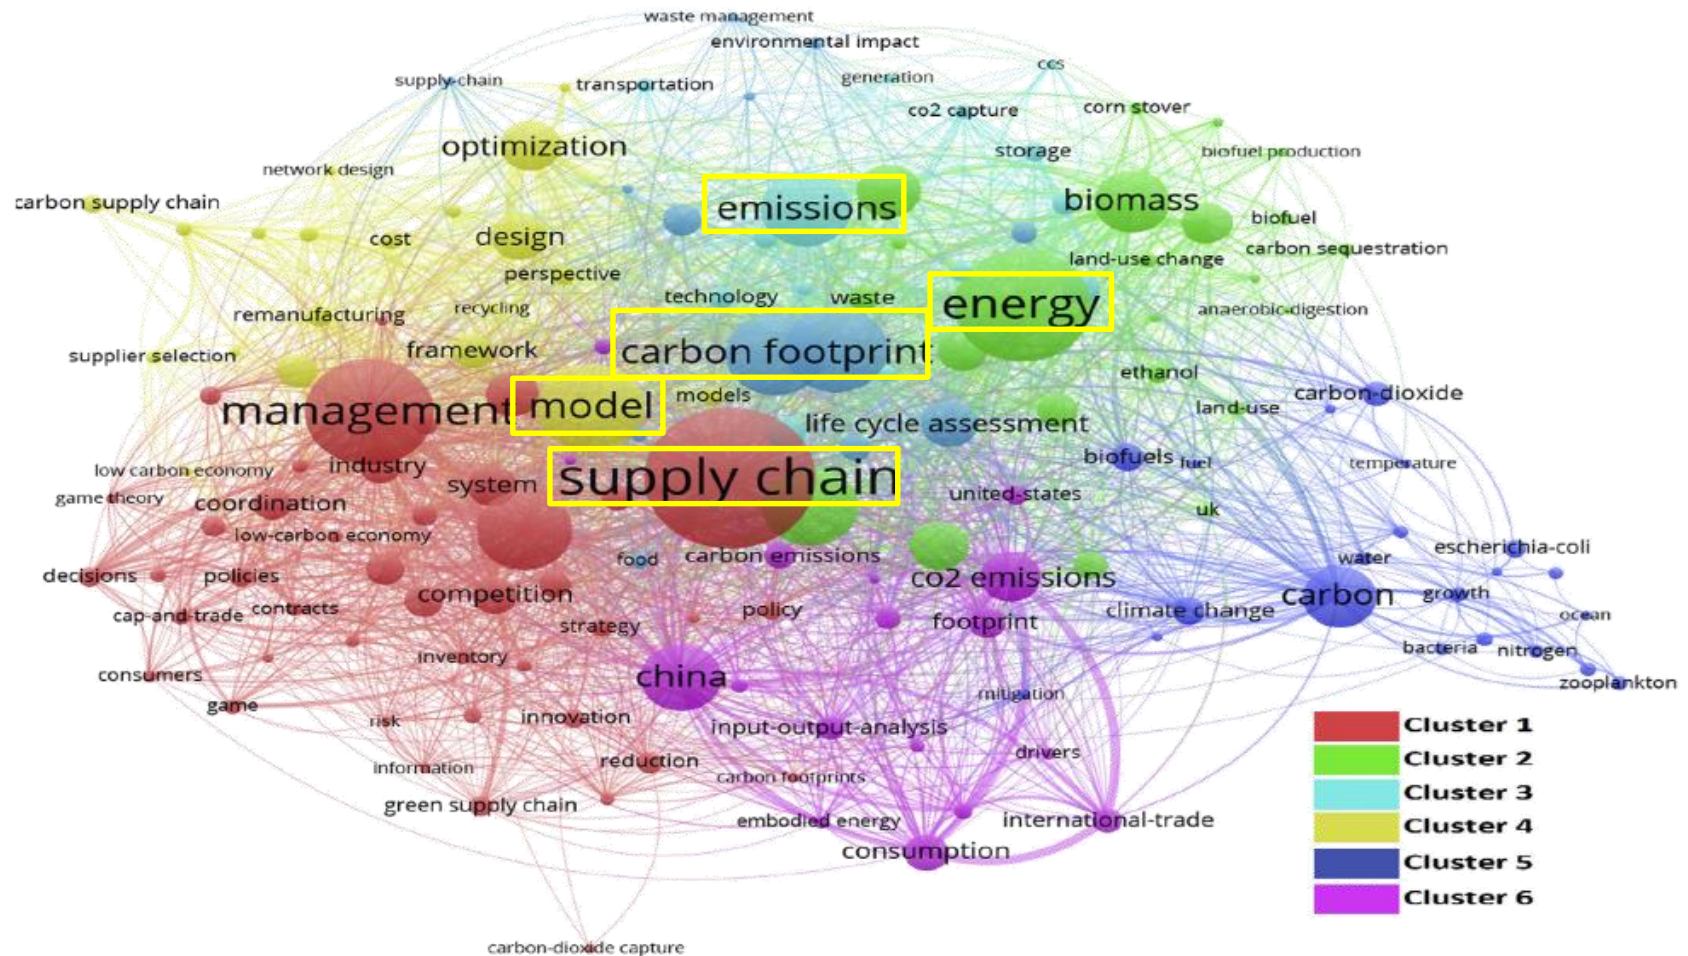 waste management
environmental impact
ccs
supply-chain
transportation
generation
co2 capture
corn stover
optimization
storage
biofuel production
network design
carbon supply chain
emissions
biomass
biofuel
cost
design
carbon sequestration
land-use change
perspective
technology
waste
energy
recycling
anaerobic-digestion
remanufacturing
supplier selection
framework
carbon footprint
ethanol
carbon-dioxide
management
model
models
land-use
life cycle assessment
low carbon economy
industry
biofuels
fuel
temperature
game theory
coordination
system
supply chain
united-states
uk
low-carbon economy
food
carbon emissions
water
escherichia-coli
decisions
policies
co2 emissions
cap-and-trade
contracts
competition
policy
footprint
climate change
carbon
growth
ocean
strategy
bacteria
nitrogen
consumers
inventory
china
mitigation
zooplankton
game
risk
innovation
input-output-analysis
drivers
information
reduction
carbon footprints
green supply chain
embodied energy
international-trade
consumption
carbon-dioxide capture
Cluster 1
Cluster 2
Cluster 3
Cluster 4
Cluster 5
Cluster 6